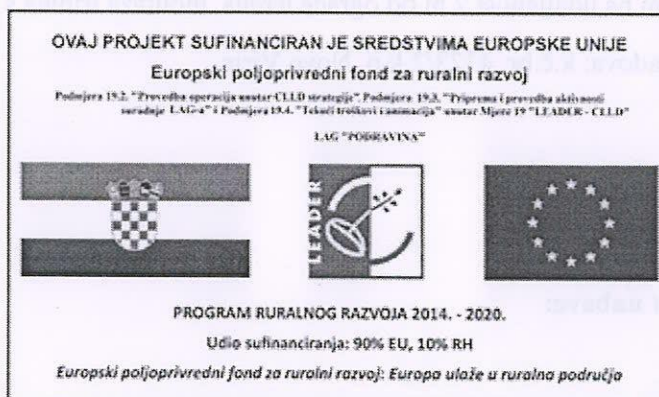 OVAJ PROJEKT SUFINANCIRAN JE SREDSTVIMA EUROPSKE UNIJE
Europski poljoprivredni fond za ruralni razvoj
Podmjera 19.2. "Provedba operacija unutar CLLD strategije", Podmjera 19.3. "Priprema i provedba aktivnosti
suradnje LAG-a" i Podmjera 19.4. "Tekući troškovi i animacija" unutar Mjere 19 "LEADER - CLLD"
LAG "PODRAVINA"
LEADER
PROGRAM RURALNOG RAZVOJA 2014. - 2020.
Udio sufinanciranja: 90% EU, 10% RH
Europski poljoprivredni fond za ruralni razvoj: Europa ulaže u ruralna područja